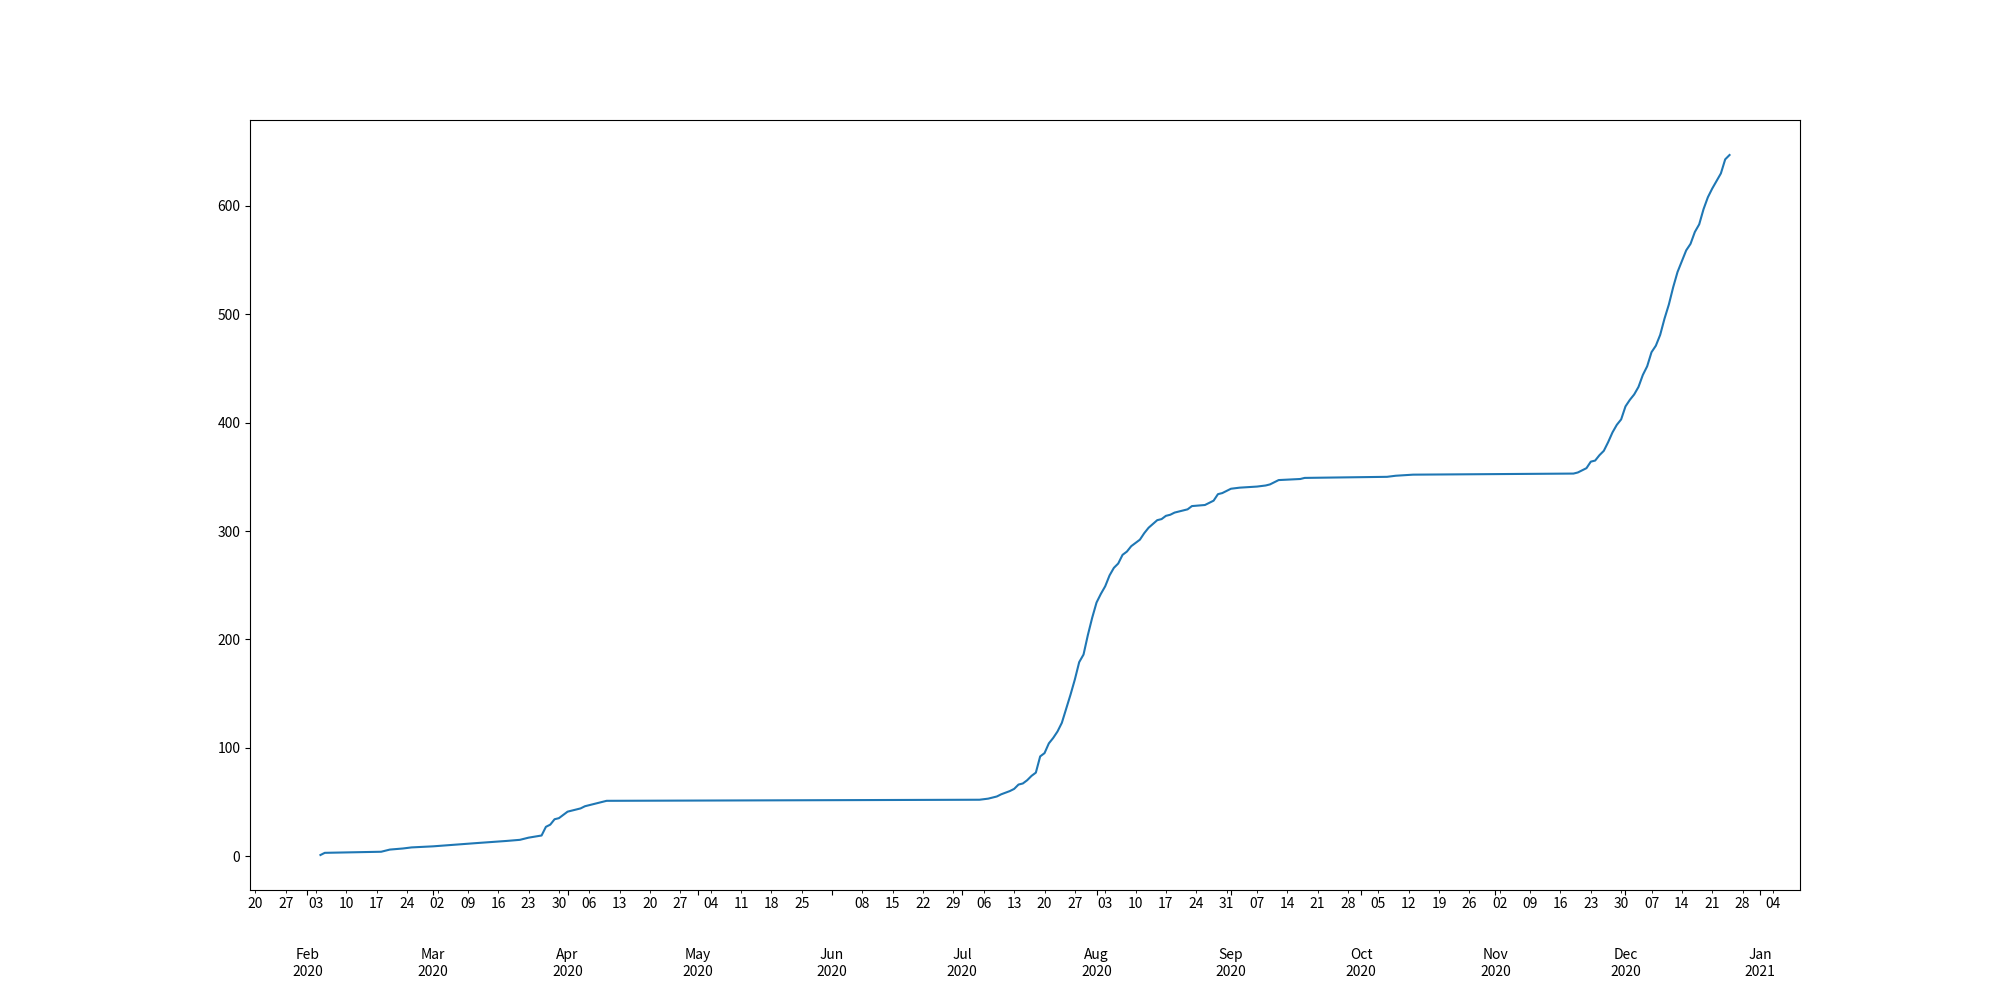 600
500
400
300
200
100
0
20 27 03 10 17 24 02 09 16 23 30 06 13 20 27 04 11 18 25 08 15 22 29 06 13 20 27 03 10 17 24 31 07 14 21 28 05 12 19 26 02 09 16 23 30 07 14 21 28 04
Feb Mar Apr May Jun Jul Aug Sep Oct Nov Dec Jan
2020 2020 2020 2020 2020 2020 2020 2020 2020 2020 2020 2021